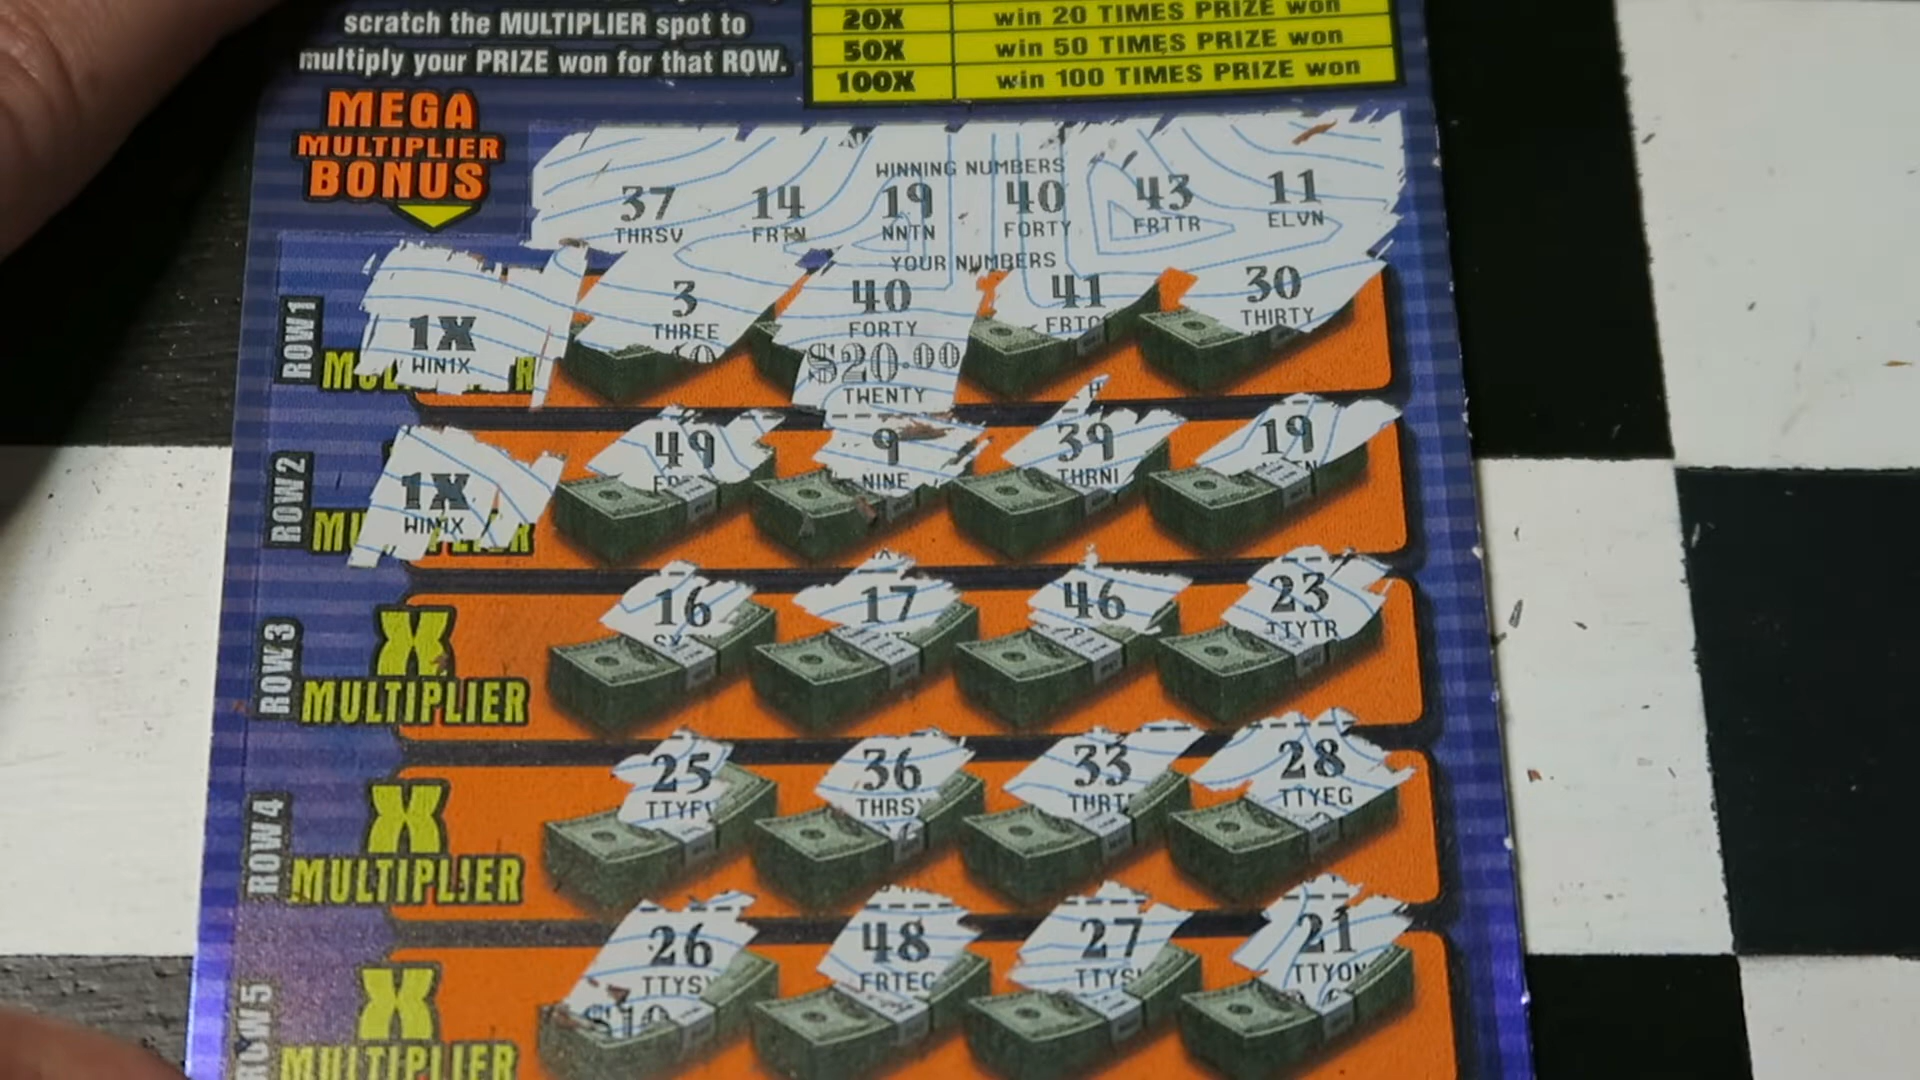 scratch the MULTIPLIER spot to
multiply your PRIZE won for that ROW.
20X win 20 TIMES PRIZE won
50X win 50 TIMES PRIZE won
100X win 100 TIMES PRIZE won
MEGA
MULTIPLIER
BONUS
WINNING NUMBERS
37 14 19 40 43 11
THRSV FRTN NNTN FORTY FRTTR ELVN
YOUR NUMBERS
ROW 1
1X 3 40 41 30
WIN1X THREE FORTY THIRTY
$20.00
TWENTY
ROW 2
1X 49 9 39 19
WIN1X NINE THRNI
ROW 3
X 16 17 46 23
TTYTR
MULTIPLIER
ROW 4
X 25 36 33 28
TTYEG
MULTIPLIER
ROW 5
X 26 48 27 21
TTYON
$10
MULTIPLIER